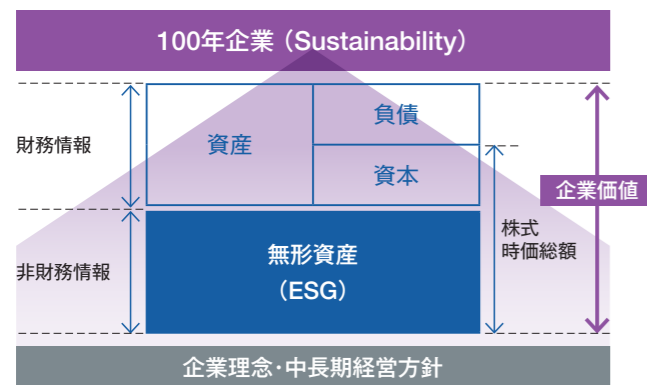 100年企業（Sustainability）
財務情報
資産
負債
資本
企業価値
株式
時価総額
非財務情報
無形資産
（ESG）
企業理念・中長期経営方針